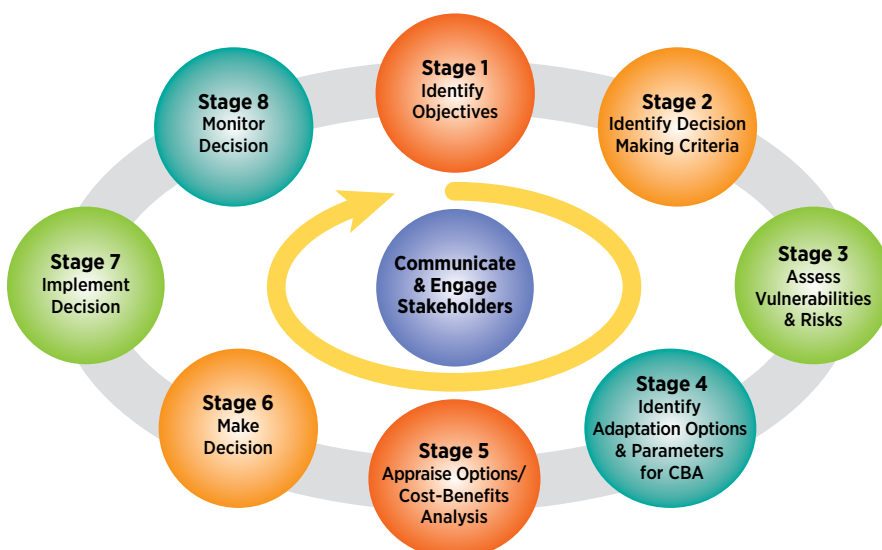 Stage 1
Identify
Objectives
Stage 2
Identify Decision
Making Criteria
Stage 3
Assess
Vulnerabilities
& Risks
Stage 4
Identify
Adaptation Options
& Parameters
for CBA
Stage 5
Appraise Options/
Cost-Benefits
Analysis
Stage 6
Make
Decision
Stage 7
Implement
Decision
Stage 8
Monitor
Decision
Communicate
& Engage
Stakeholders